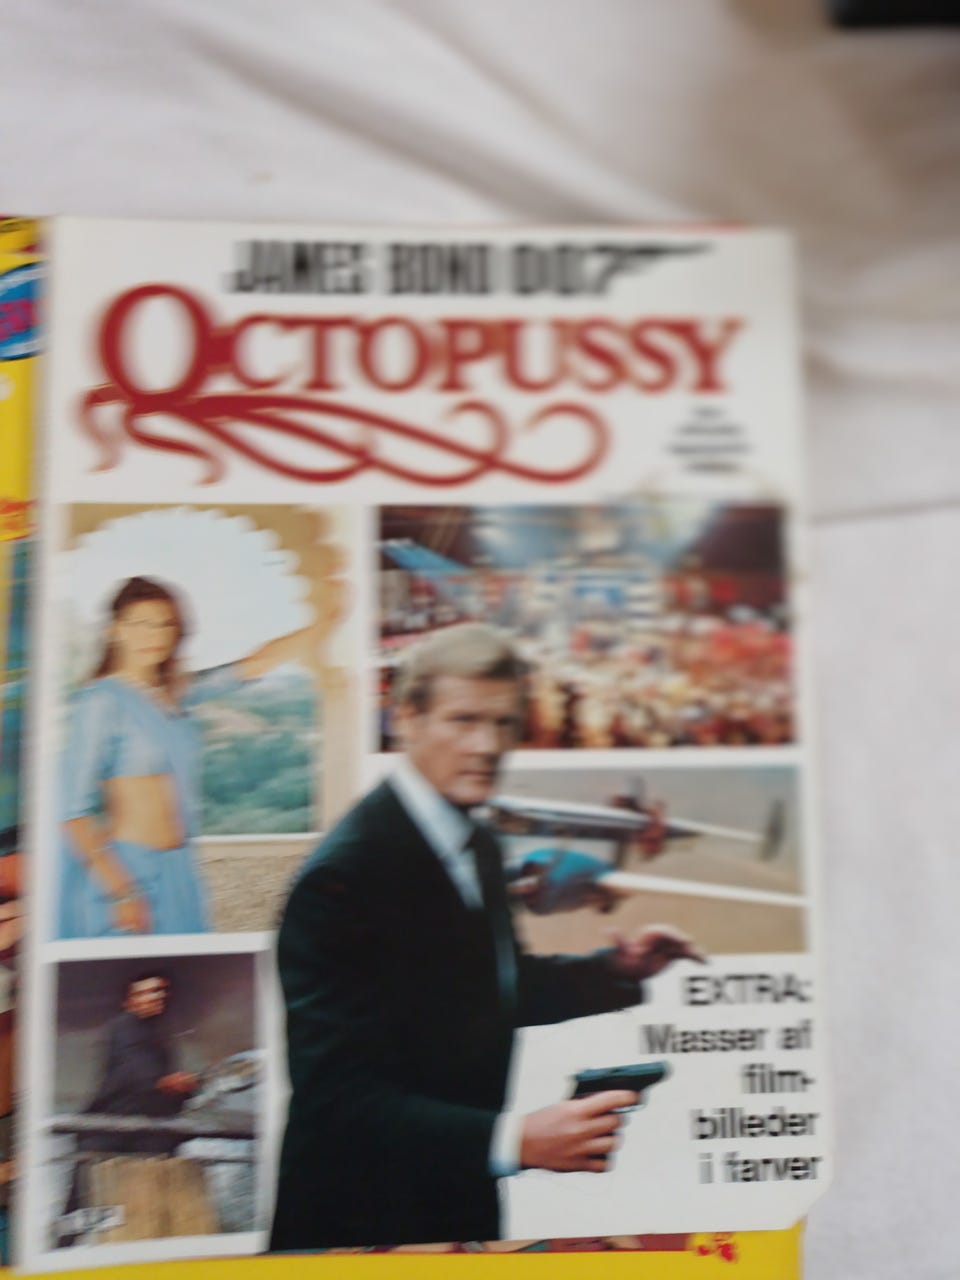 JAMES BOND 007
OCTOPUSSY
EXTRA:
Masser af
film-
billeder
i farver